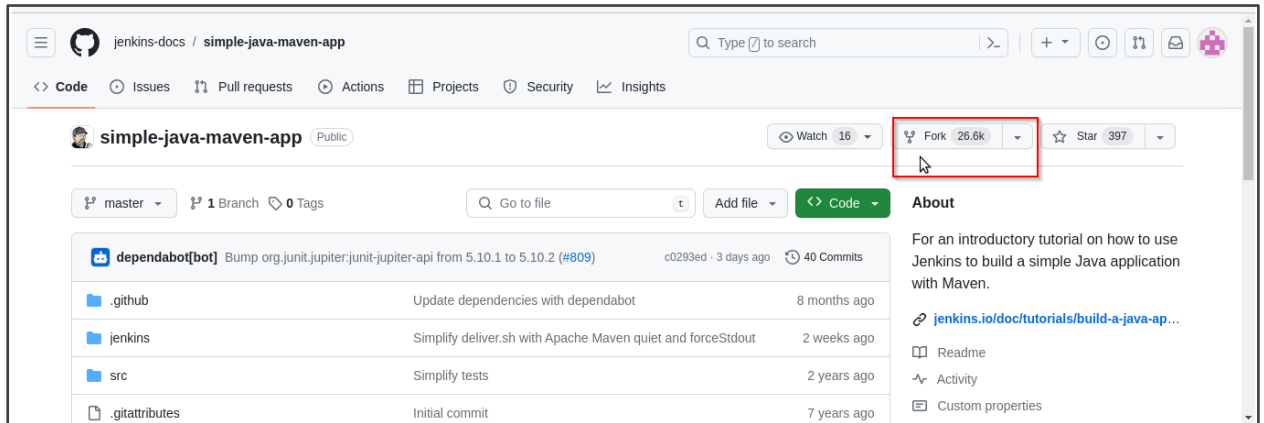 jenkins-docs / simple-java-maven-app
Type / to search
Code Issues Pull requests Actions Projects Security Insights
simple-java-maven-app Public
Watch 16 Fork 26.6k Star 397
master 1 Branch 0 Tags Go to file t Add file Code
dependabot[bot] Bump org.junit.jupiter:junit-jupiter-api from 5.10.1 to 5.10.2 (#809) c0293ed · 3 days ago 40 Commits
.github Update dependencies with dependabot 8 months ago
jenkins Simplify deliver.sh with Apache Maven quiet and forceStdout 2 weeks ago
src Simplify tests 2 years ago
.gitattributes Initial commit 7 years ago
About
For an introductory tutorial on how to use
Jenkins to build a simple Java application
with Maven.
jenkins.io/doc/tutorials/build-a-java-ap…
Readme
Activity
Custom properties